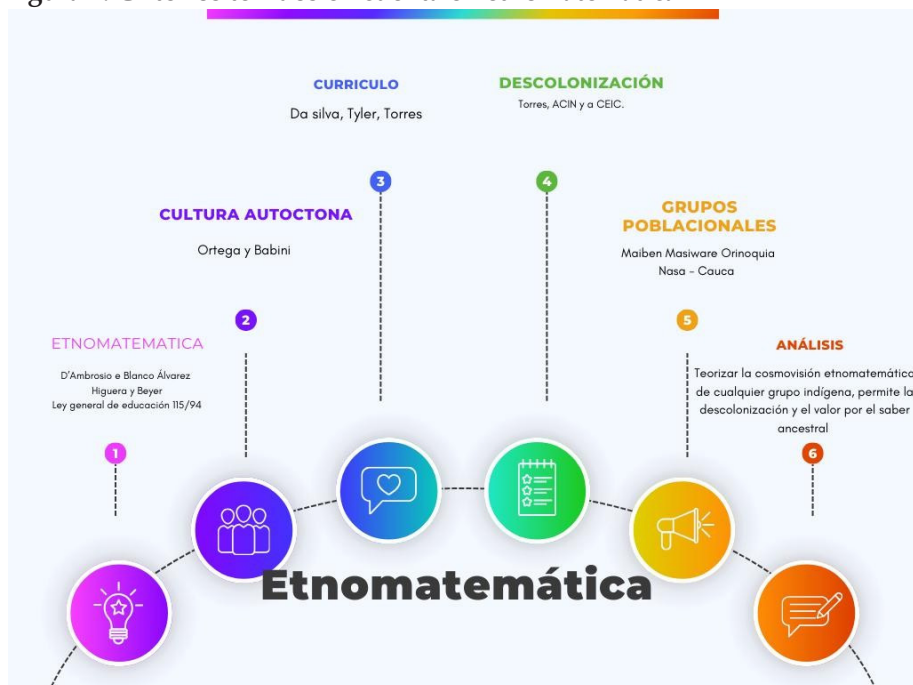 CURRICULO
Da silva, Tyler, Torres
3
DESCOLONIZACIÓN
Torres, ACIN y a CEIC.
4
CULTURA AUTOCTONA
Ortega y Babini
2
GRUPOS
POBLACIONALES
Maiben Masiware Orinoquia
Nasa - Cauca
5
ETNOMATEMATICA
D'Ambrosio e Blanco Álvarez
Higuera y Beyer
Ley general de educación 115/94
1
ANÁLISIS
Teorizar la cosmovisión etnomatemática
de cualquier grupo indígena, permite la
descolonización y el valor por el saber
ancestral
6
Etnomatemática